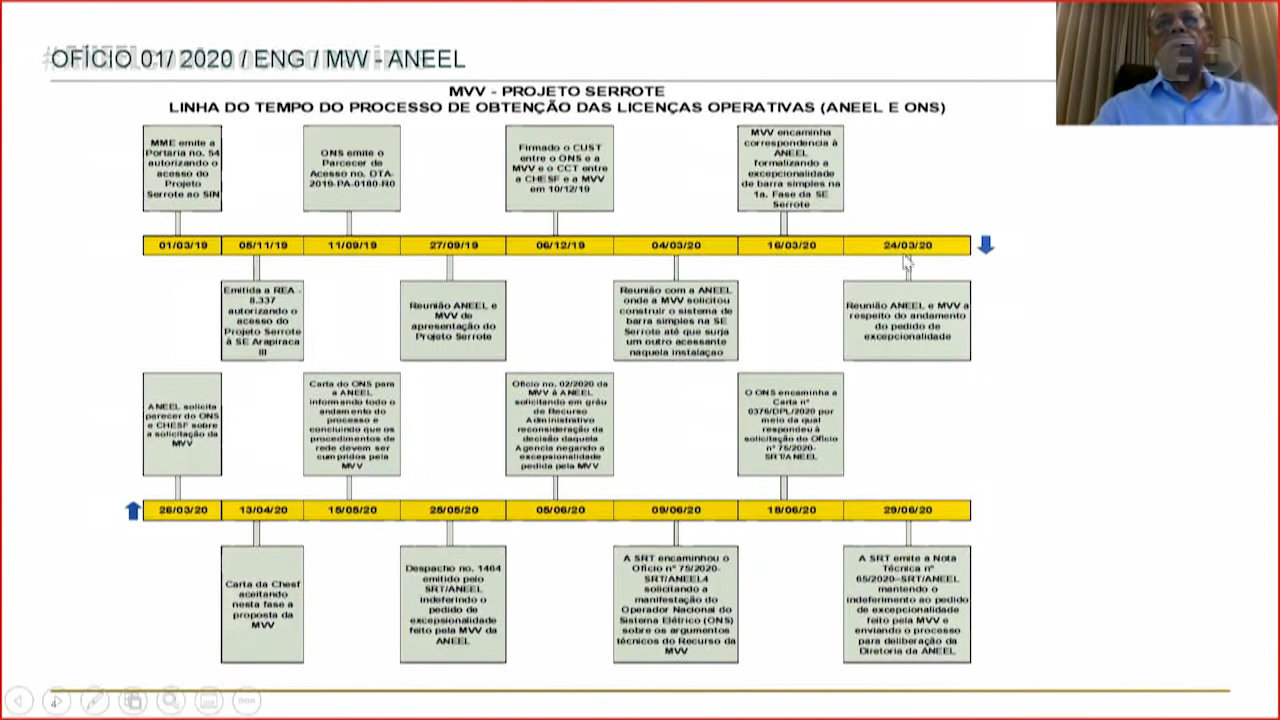 OFÍCIO 01/ 2020 / ENG / MW - ANEEL
MVV - PROJETO SERROTE
LINHA DO TEMPO DO PROCESSO DE OBTENÇÃO DAS LICENÇAS OPERATIVAS (ANEEL E ONS)
MME emite a
Portaria no. 54
autorizando o
acesso do
Projeto
Serrote ao SIN
ONS emite o
Parcecer de
Acesso no. DTA-
2019-PA-0180-R0
Firmado o CUST
entre o ONS e a
MVV e o CCT entre
a CHESF e a MVV
em 10/12/19
MVV encaminha
correspondencia à
ANEEL
formalizando a
excepcionalidade
de barra simples na
1a. Fase da SE
Serrote
01/03/19
05/11/19
11/09/19
27/09/19
06/12/19
04/03/20
16/03/20
24/03/20
Emitida a REA -
8.337
autorizando o
acesso do
Projeto Serrote
à SE Arapiraca
III
Reunião ANEEL e
MVV de
apresentação do
Projeto Serrote
Reunião com a ANEEL
onde a MVV solicitou
construir o sistema de
barra simples na SE
Serrote até que surja
um outro acessante
naquela instalaçao
Reunião ANEEL e MVV a
respeito do andamento
do pedido de
excepcionalidade
ANEEL solicita
parecer do ONS
e CHESF sobre
a solicitação da
MVV
Carta do ONS para
a ANEEL
informando todo o
andamento do
processo e
concluindo que os
procedimentos de
rede devem ser
cumpridos pela
MVV
Oficio no. 02/2020 da
MVV à ANEEL
solicitando em gráu
de Recurso
Administrativo
reconsideração da
decisão daquela
Agencia negando a
excepsionalidade
pedida pela MVV
O ONS encaminha a
Carta nº
0376/DPL/2020 por
meio da qual
respondeu à
solicitação do Ofício
nº 75/2020-
SRT/ANEEL
26/03/20
13/04/20
15/05/20
25/05/20
05/06/20
09/06/20
18/06/20
29/06/20
Carta da Chesf
aceitando
nesta fase a
proposta da
MVV
Despacho no. 1464
emitido pelo
SRT/ANEEL
indeferindo o
pedido de
excepsionalidade
feito pela MVV da
ANEEL
A SRT encaminhou o
Ofício nº 75/2020-
SRT/ANEEL4
solicitando a
manifestação do
Operador Nacional do
Sistema Elétrico (ONS)
sobre os argumentos
técnicos do Recurso da
MVV
A SRT emite a Nota
Técnica nº
65/2020–SRT/ANEEL
mantendo o
indeferimento ao pedido
de excepcionalidade
feito pela MVV e
enviando o processo
para deliberação da
Diretoria da ANEEL